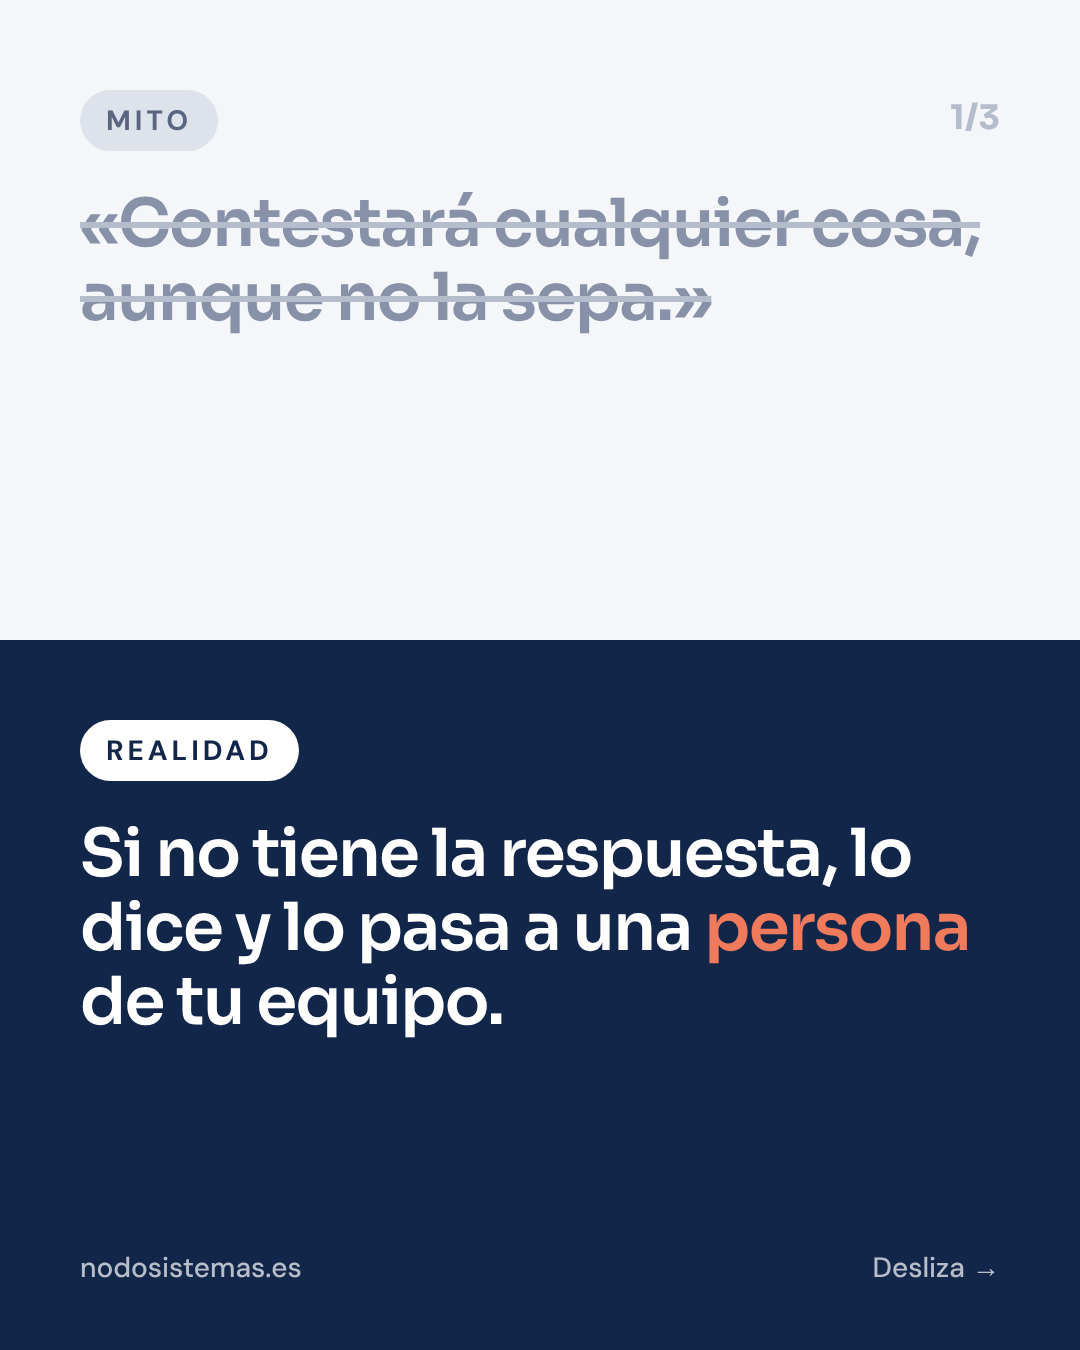 MITO
1/3
«Contestará cualquier cosa,
aunque no la sepa.»
REALIDAD
Si no tiene la respuesta, lo
dice y lo pasa a una persona
de tu equipo.
nodosistemas.es
Desliza →